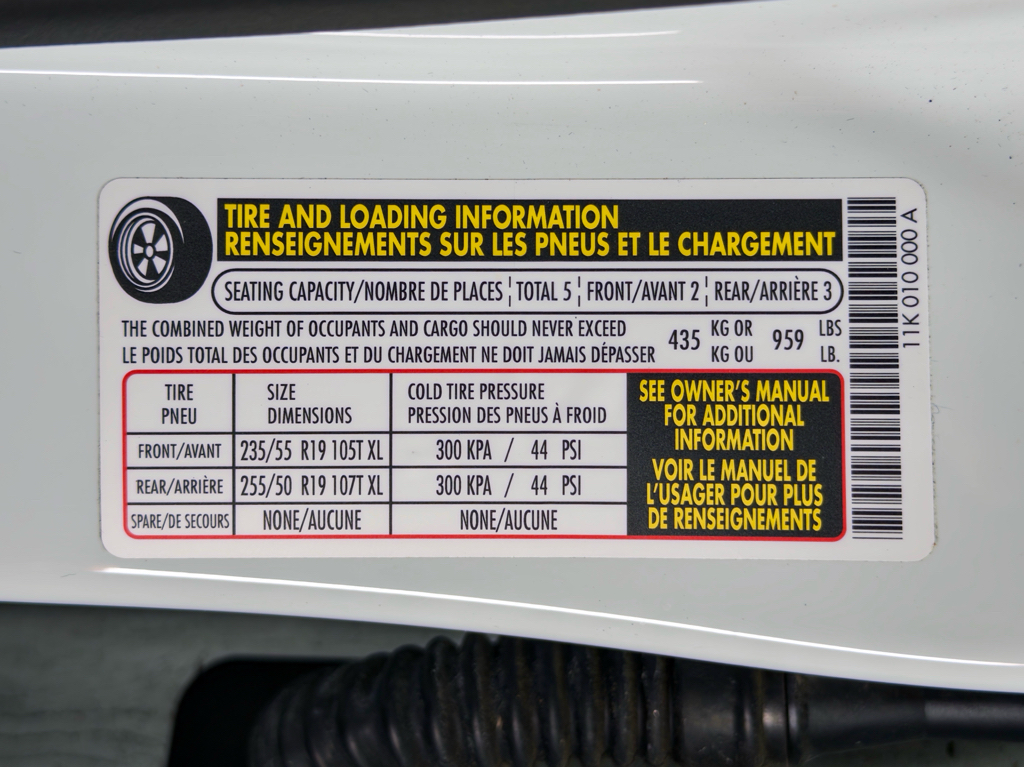 TIRE AND LOADING INFORMATION
RENSEIGNEMENTS SUR LES PNEUS ET LE CHARGEMENT
SEATING CAPACITY/NOMBRE DE PLACES ¦ TOTAL 5 ¦ FRONT/AVANT 2 ¦ REAR/ARRIÈRE 3
THE COMBINED WEIGHT OF OCCUPANTS AND CARGO SHOULD NEVER EXCEED
LE POIDS TOTAL DES OCCUPANTS ET DU CHARGEMENT NE DOIT JAMAIS DÉPASSER
435 KG OR 959 LBS
KG OU LB.
TIRE
PNEU
SIZE
DIMENSIONS
COLD TIRE PRESSURE
PRESSION DES PNEUS À FROID
FRONT/AVANT 235/55 R19 105T XL 300 KPA / 44 PSI
REAR/ARRIÈRE 255/50 R19 107T XL 300 KPA / 44 PSI
SPARE/DE SECOURS NONE/AUCUNE NONE/AUCUNE
SEE OWNER'S MANUAL
FOR ADDITIONAL
INFORMATION
VOIR LE MANUEL DE
L'USAGER POUR PLUS
DE RENSEIGNEMENTS
11K 010 000 A